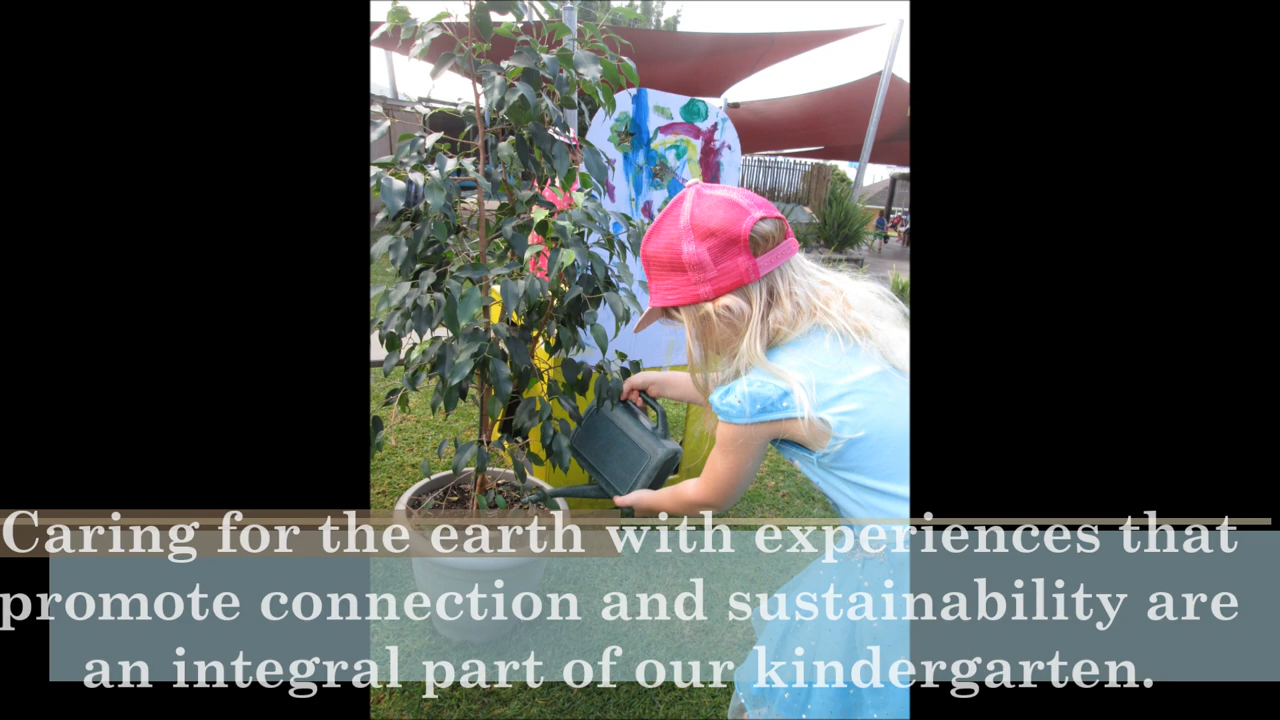 Caring for the earth with experiences that
promote connection and sustainability are
an integral part of our kindergarten.